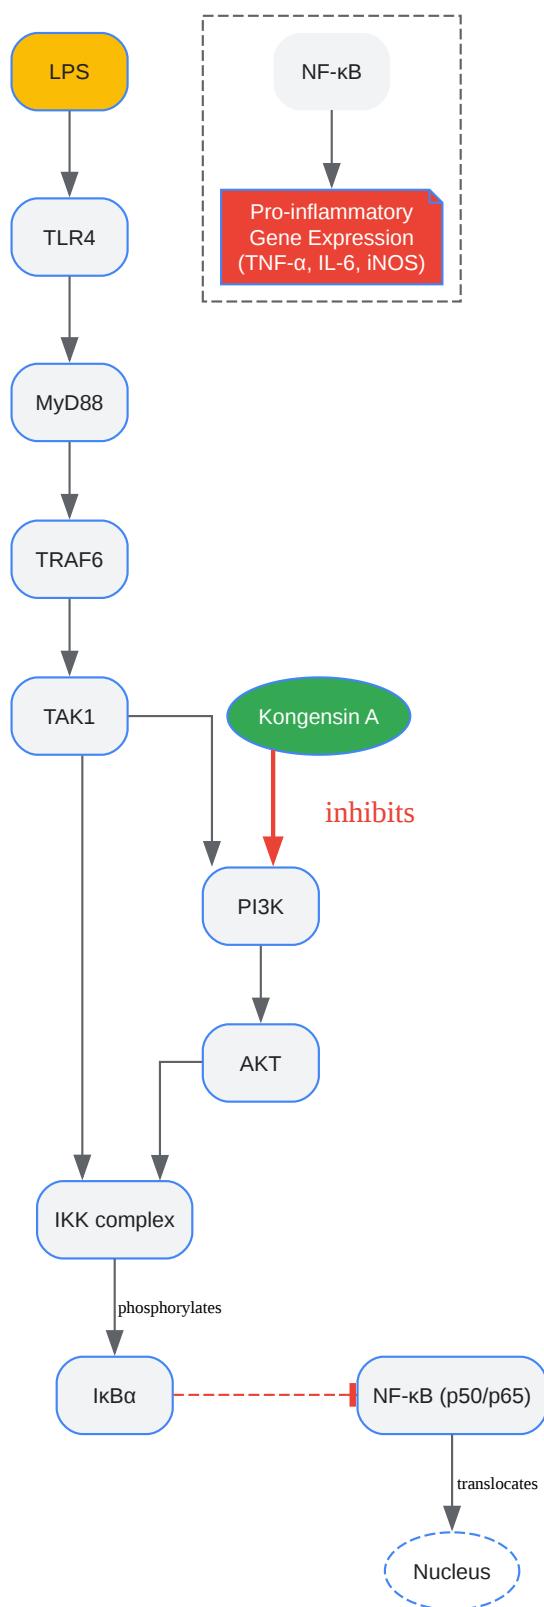 LPS
NF-κB
TLR4
Pro-inflammatory
Gene Expression
(TNF-α, IL-6, iNOS)
MyD88
TRAF6
TAK1
Kongensin A
inhibits
PI3K
AKT
IKK complex
phosphorylates
IκBα
NF-κB (p50/p65)
translocates
Nucleus